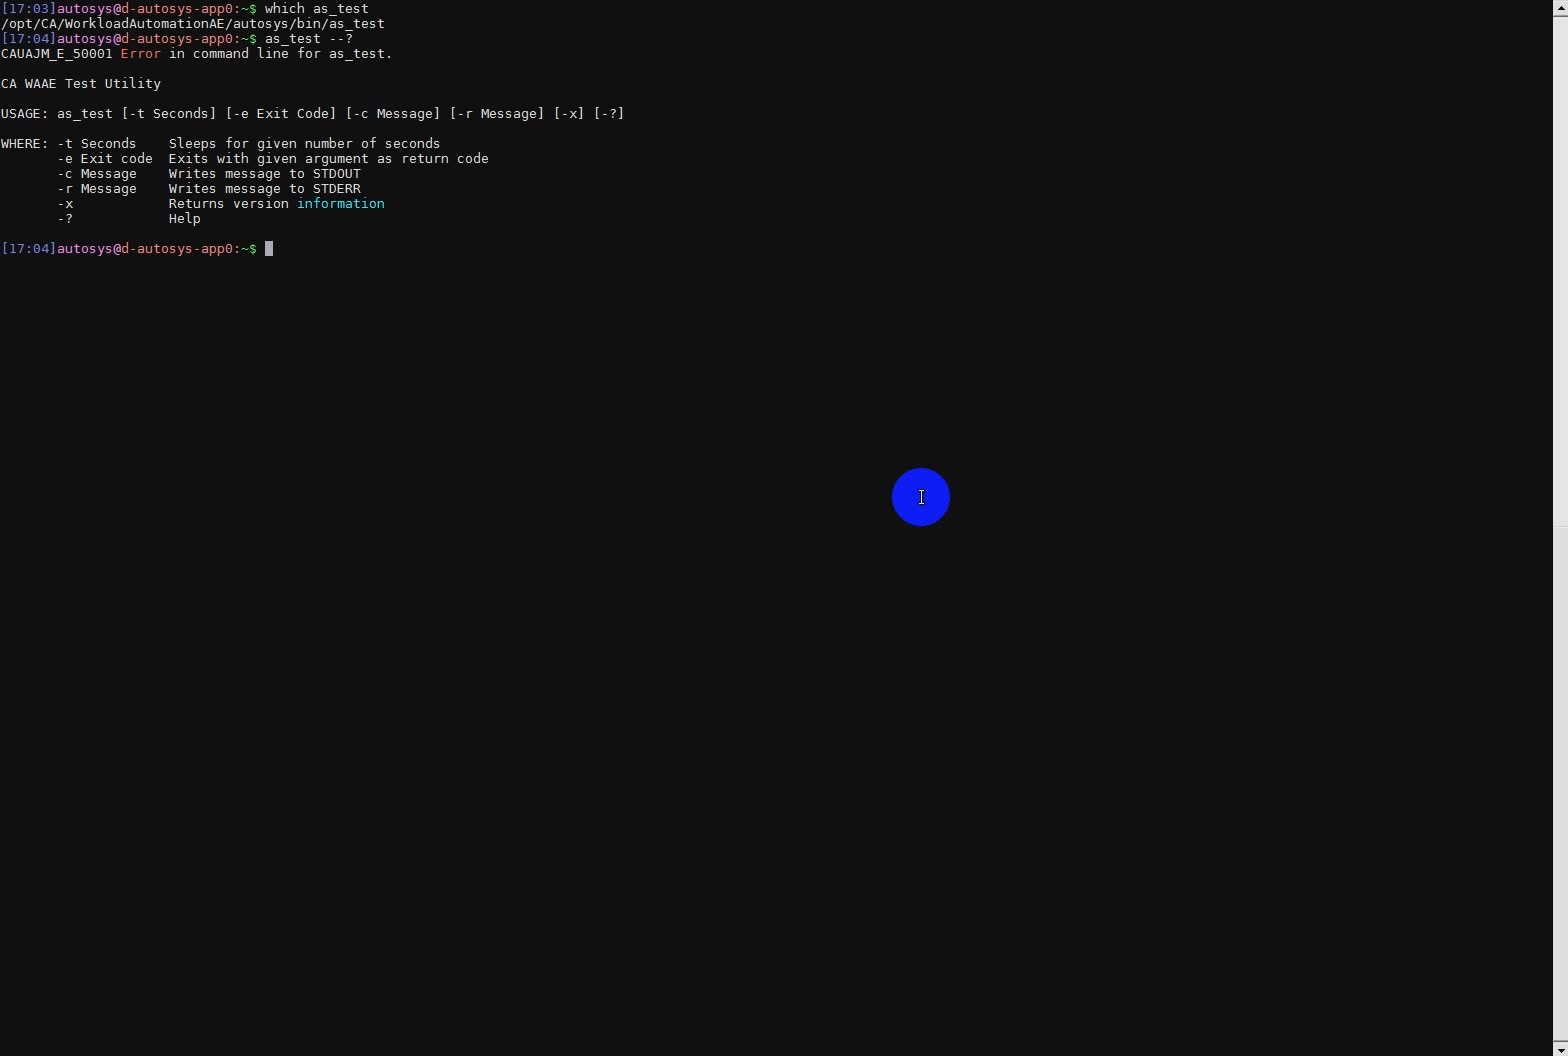 [17:03]autosys@d-autosys-app0:~$ which as_test
/opt/CA/WorkloadAutomationAE/autosys/bin/as_test
[17:04]autosys@d-autosys-app0:~$ as_test --?
CAUAJM_E_50001 Error in command line for as_test.

CA WAAE Test Utility

USAGE: as_test [-t Seconds] [-e Exit Code] [-c Message] [-r Message] [-x] [-?]

WHERE: -t Seconds    Sleeps for given number of seconds
       -e Exit code  Exits with given argument as return code
       -c Message    Writes message to STDOUT
       -r Message    Writes message to STDERR
       -x            Returns version information
       -?            Help

[17:04]autosys@d-autosys-app0:~$